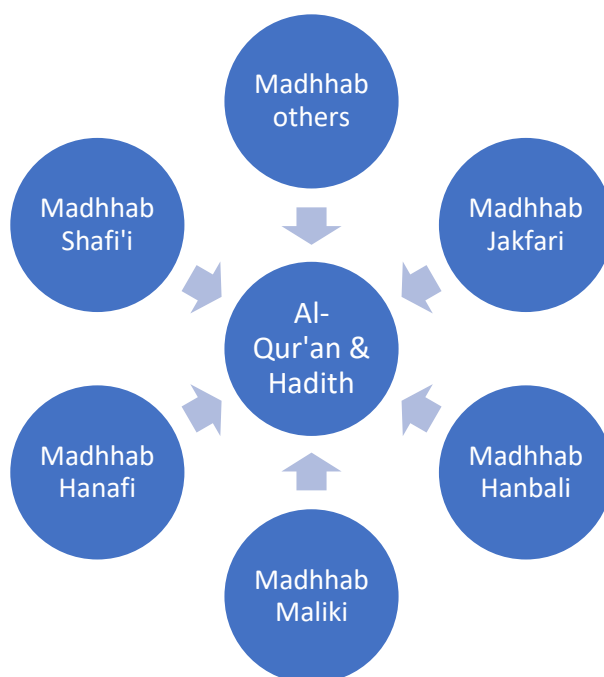 Madhhab
others
Madhhab
Shafi'i
Madhhab
Jakfari
Al-
Qur'an &
Hadith
Madhhab
Hanafi
Madhhab
Hanbali
Madhhab
Maliki